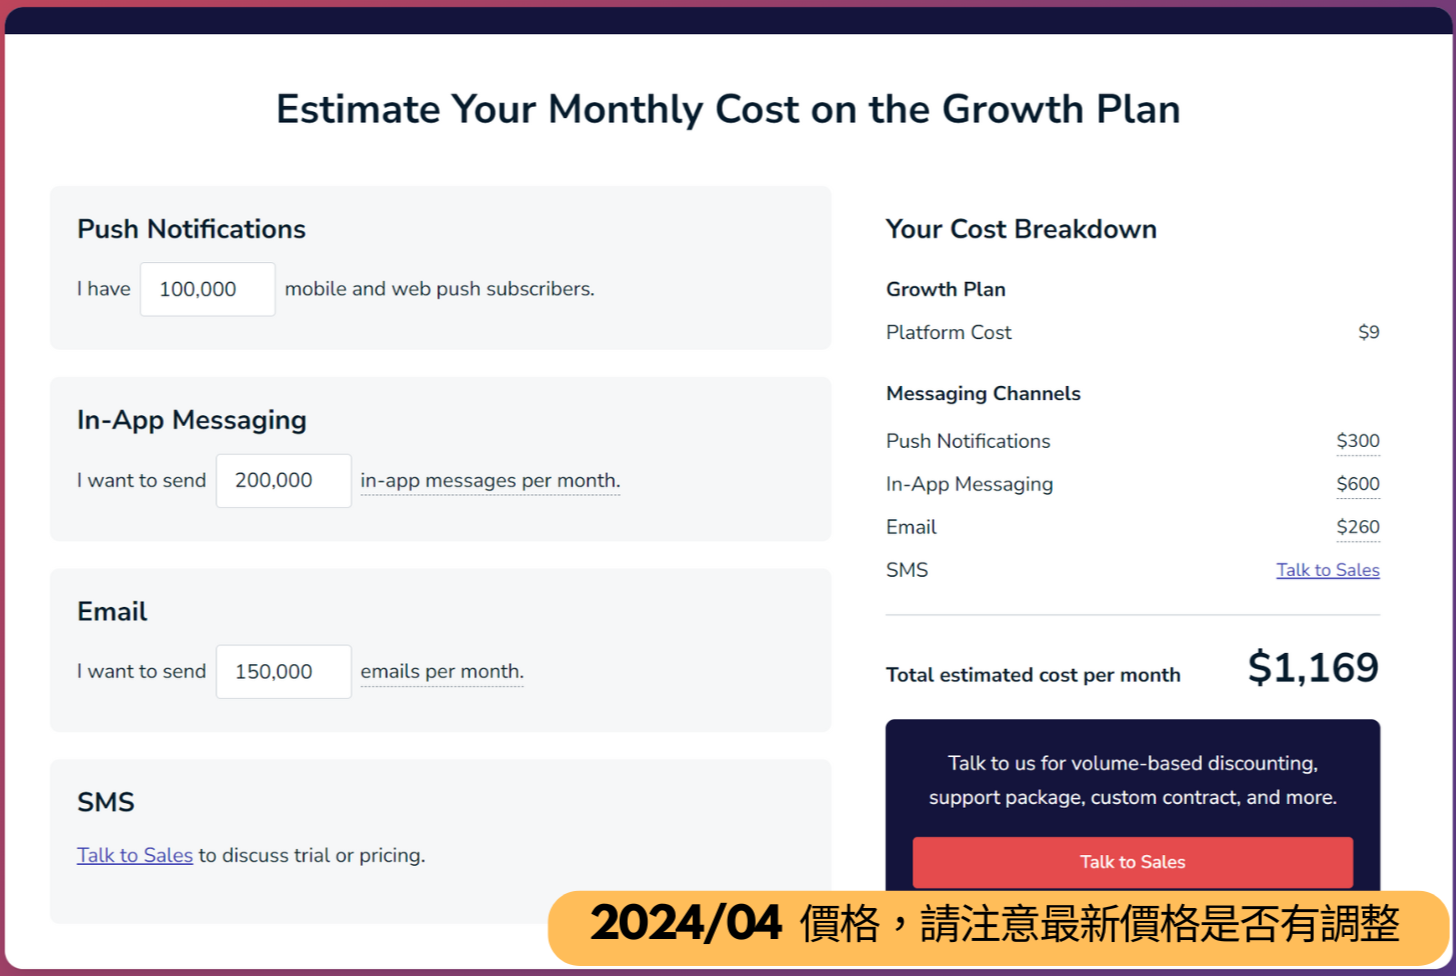 Estimate Your Monthly Cost on the Growth Plan
Push Notifications
I have 100,000 mobile and web push subscribers.
In-App Messaging
I want to send 200,000 in-app messages per month.
Email
I want to send 150,000 emails per month.
SMS
Talk to Sales to discuss trial or pricing.
Your Cost Breakdown
Growth Plan
Platform Cost $9
Messaging Channels
Push Notifications $300
In-App Messaging $600
Email $260
SMS Talk to Sales
Total estimated cost per month $1,169
Talk to us for volume-based discounting,
support package, custom contract, and more.
Talk to Sales
2024/04 價格，請注意最新價格是否有調整